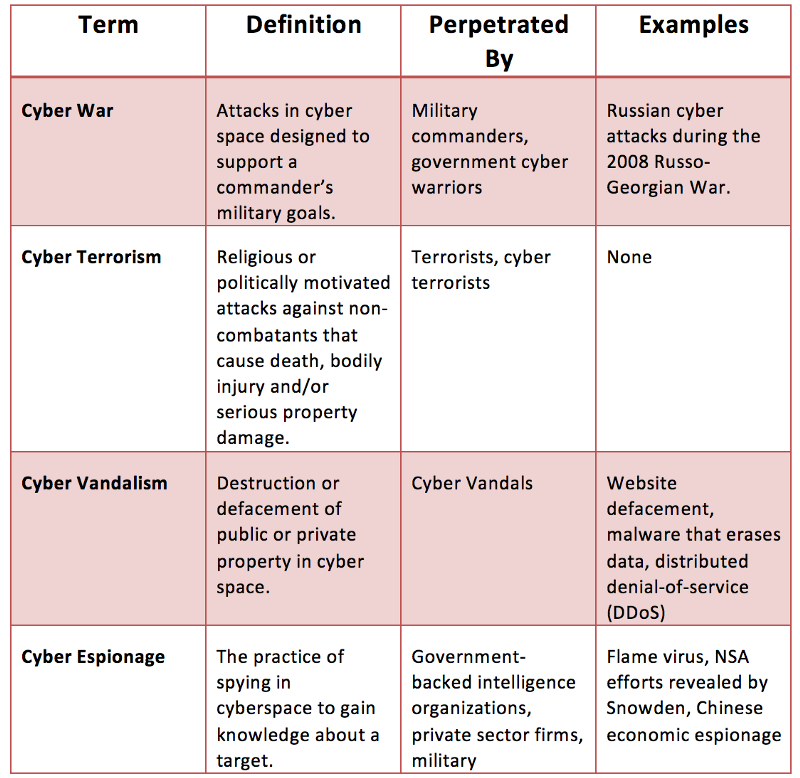 Term
Definition
Perpetrated
By
Examples
Cyber War
Attacks in cyber
space designed to
support a
commander’s
military goals.
Military
commanders,
government cyber
warriors
Russian cyber
attacks during the
2008 Russo-
Georgian War.
Cyber Terrorism
Religious or
politically motivated
attacks against non-
combatants that
cause death, bodily
injury and/or
serious property
damage.
Terrorists, cyber
terrorists
None
Cyber Vandalism
Destruction or
defacement of
public or private
property in cyber
space.
Cyber Vandals
Website
defacement,
malware that erases
data, distributed
denial-of-service
(DDoS)
Cyber Espionage
The practice of
spying in
cyberspace to gain
knowledge about a
target.
Government-
backed intelligence
organizations,
private sector firms,
military
Flame virus, NSA
efforts revealed by
Snowden, Chinese
economic espionage